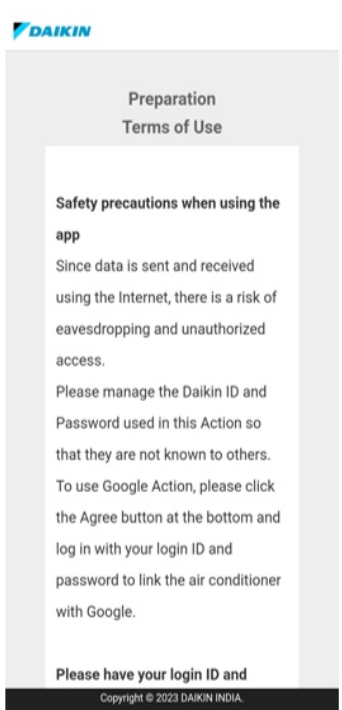 DAIKIN
Preparation
Terms of Use
Safety precautions when using the
app
Since data is sent and received
using the Internet, there is a risk of
eavesdropping and unauthorized
access.
Please manage the Daikin ID and
Password used in this Action so
that they are not known to others.
To use Google Action, please click
the Agree button at the bottom and
log in with your login ID and
password to link the air conditioner
with Google.
Please have your login ID and
Copyright © 2023 DAIKIN INDIA.